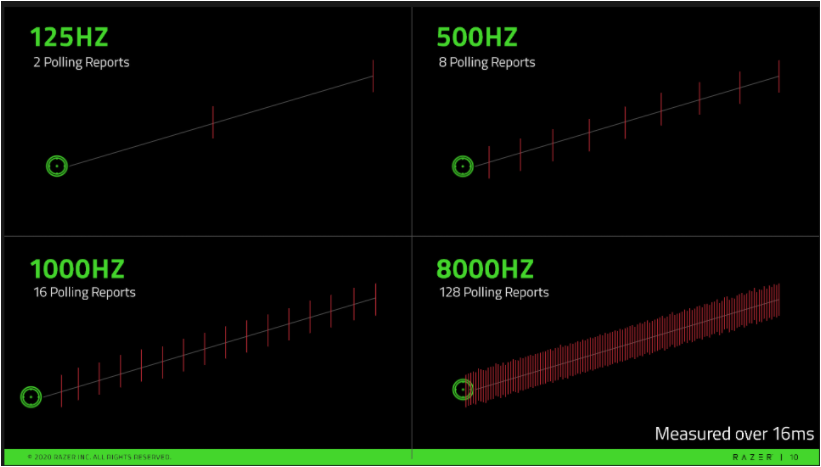 125HZ
2 Polling Reports
500HZ
8 Polling Reports
1000HZ
16 Polling Reports
8000HZ
128 Polling Reports
Measured over 16ms
© 2020 RAZER INC. ALL RIGHTS RESERVED.
RAZER | 10